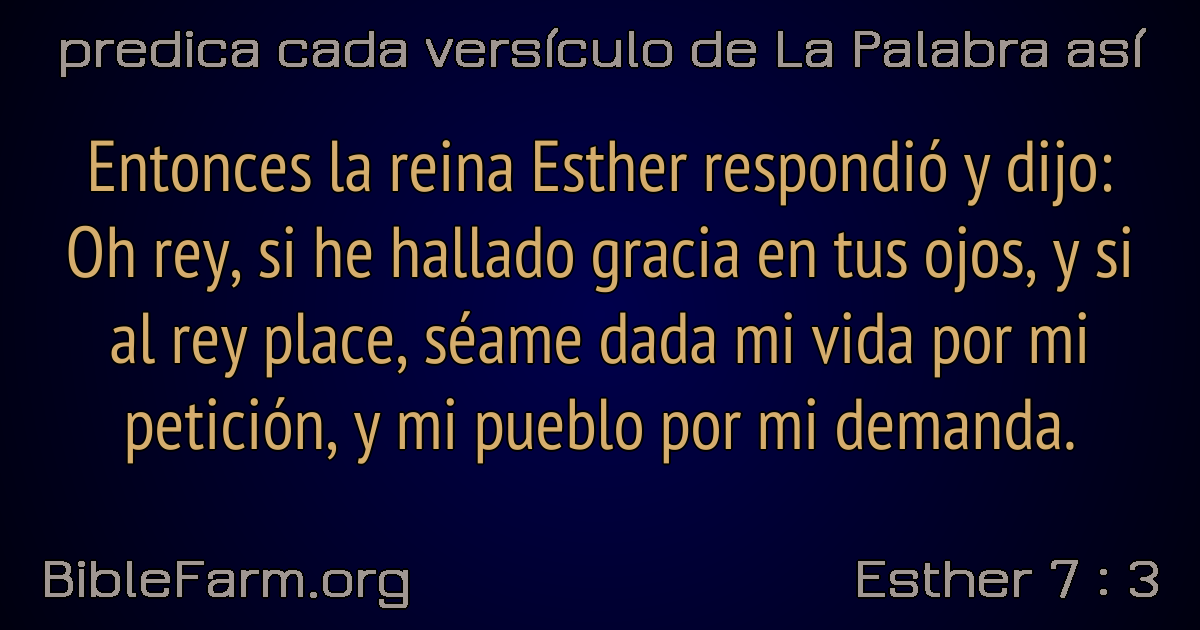 predica cada versículo de La Palabra así
Entonces la reina Esther respondió y dijo:
Oh rey, si he hallado gracia en tus ojos, y si
al rey place, séame dada mi vida por mi
petición, y mi pueblo por mi demanda.
BibleFarm.org
Esther 7 : 3